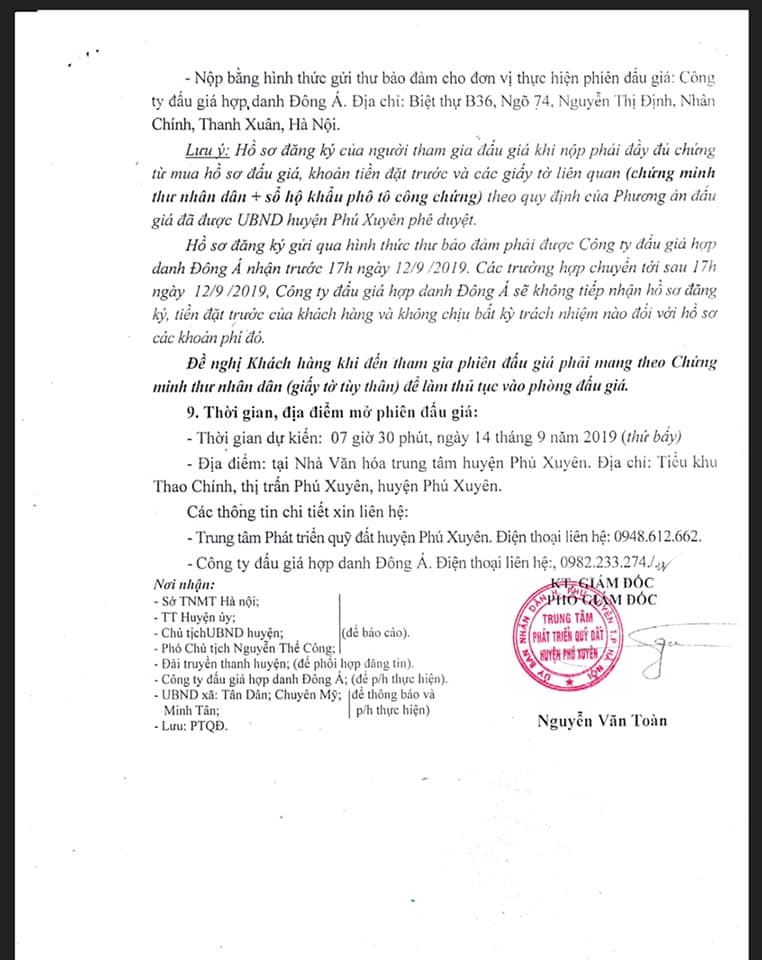 - Nộp bằng hình thức gửi thư bảo đảm cho đơn vị thực hiện phiên đấu giá: Công
ty đấu giá hợp danh Đông Á. Địa chỉ: Biệt thự B36, Ngõ 74, Nguyễn Thị Định, Nhân
Chính, Thanh Xuân, Hà Nội.
Lưu ý: Hồ sơ đăng ký của người tham gia đấu giá khi nộp phải đầy đủ chứng
từ mua hồ sơ đấu giá, khoản tiền đặt trước và các giấy tờ liên quan (chứng minh
thư nhân dân + sổ hộ khẩu phô tô công chứng) theo quy định của Phương án đấu
giá đã được UBND huyện Phú Xuyên phê duyệt.
Hồ sơ đăng ký gửi qua hình thức thư bảo đảm phải được Công ty đấu giá hợp
danh Đông Á nhận trước 17h ngày 12/9 /2019. Các trường hợp chuyển tới sau 17h
ngày 12/9 /2019, Công ty đấu giá hợp danh Đông Á sẽ không tiếp nhận hồ sơ đăng
ký, tiền đặt trước của khách hàng và không chịu bất kỳ trách nhiệm nào đối với hồ sơ
các khoản phí đó.
Đề nghị Khách hàng khi đến tham gia phiên đấu giá phải mang theo Chứng
minh thư nhân dân (giấy tờ tùy thân) để làm thủ tục vào phòng đấu giá.
9. Thời gian, địa điểm mở phiên đấu giá:
- Thời gian dự kiến: 07 giờ 30 phút, ngày 14 tháng 9 năm 2019 (thứ bảy)
- Địa điểm: tại Nhà Văn hóa trung tâm huyện Phú Xuyên. Địa chỉ: Tiểu khu
Thao Chính, thị trấn Phú Xuyên, huyện Phú Xuyên.
Các thông tin chi tiết xin liên hệ:
- Trung tâm Phát triển quỹ đất huyện Phú Xuyên. Điện thoại liên hệ: 0948.612.662.
- Công ty đấu giá hợp danh Đông Á. Điện thoại liên hệ:, 0982.233.274./.
Nơi nhận:
- Sở TNMT Hà nội;
- TT Huyện ủy;
- Chủ tịchUBND huyện; (để báo cáo).
- Phó Chủ tịch Nguyễn Thế Công;
- Đài truyền thanh huyện; (để phối hợp đăng tin).
- Công ty đấu giá hợp danh Đông Á; (để p/h thực hiện).
- UBND xã: Tân Dân; Chuyên Mỹ; (để thông báo và
Minh Tân; p/h thực hiện)
- Lưu: PTQĐ.
KT. GIÁM ĐỐC
PHÓ GIÁM ĐỐC
ỦY BAN NHÂN DÂN H. PHÚ XUYÊN T.P HÀ NỘI
TRUNG TÂM
PHÁT TRIỂN QUỸ ĐẤT
HUYỆN PHÚ XUYÊN
Nguyễn Văn Toàn